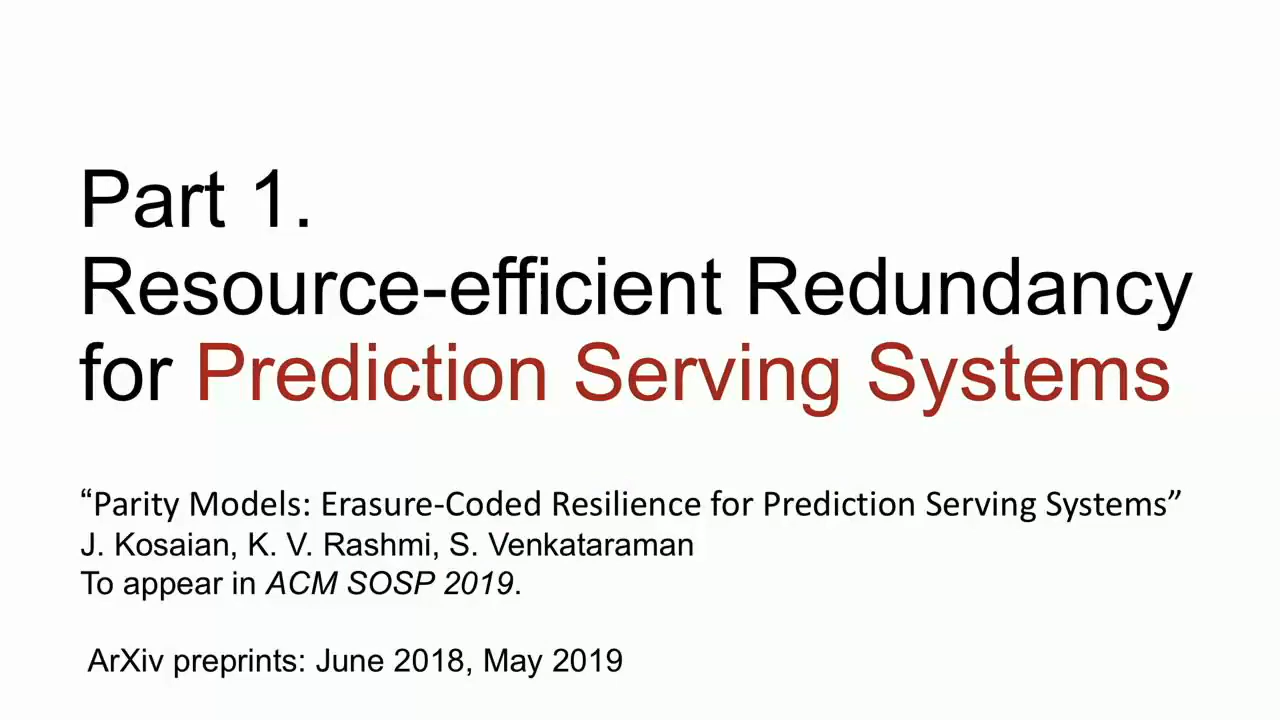 Part 1.
Resource-efficient Redundancy
for Prediction Serving Systems
“Parity Models: Erasure-Coded Resilience for Prediction Serving Systems”
J. Kosaian, K. V. Rashmi, S. Venkataraman
To appear in ACM SOSP 2019.
ArXiv preprints: June 2018, May 2019